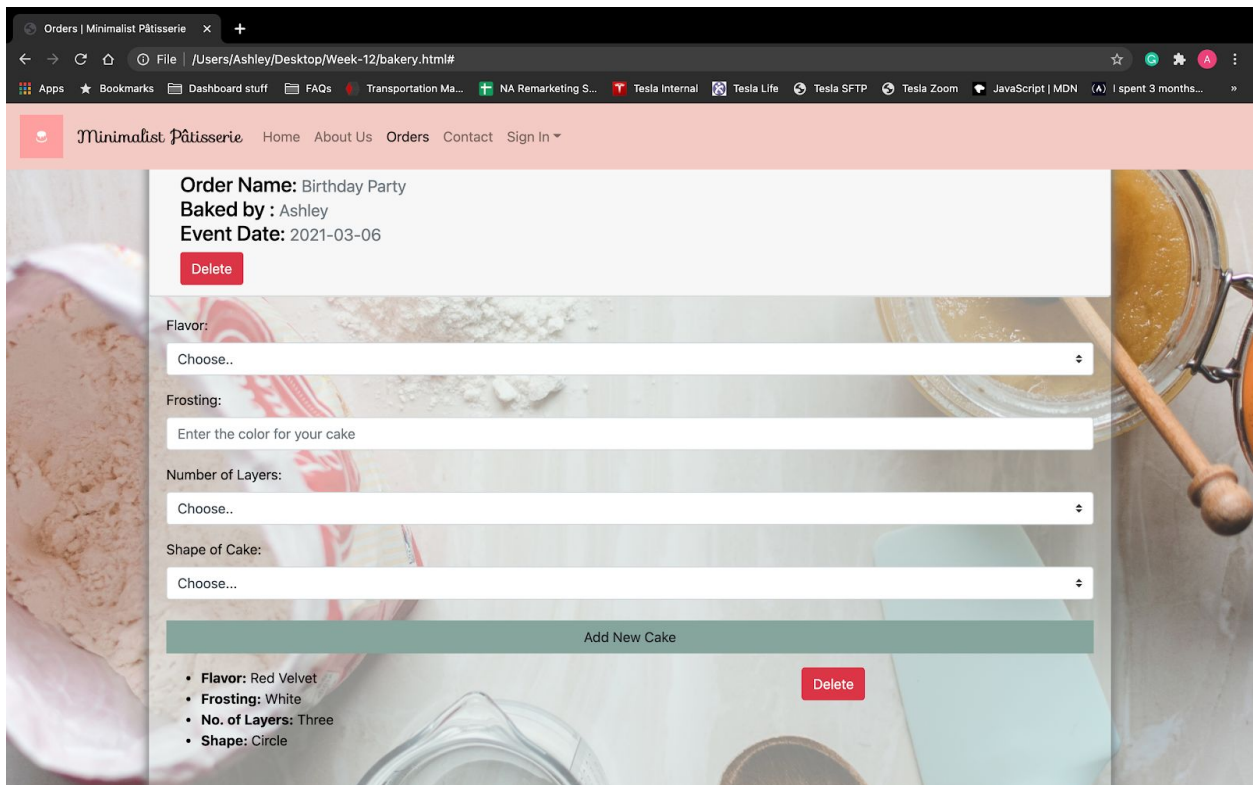 Orders | Minimalist Pâtisserie
File | /Users/Ashley/Desktop/Week-12/bakery.html#
A
Apps Bookmarks Dashboard stuff FAQs Transportation Ma... NA Remarketing S... Tesla Internal Tesla Life Tesla SFTP Tesla Zoom JavaScript | MDN I spent 3 months... »
Minimalist Pâtisserie Home About Us Orders Contact Sign In
Order Name: Birthday Party
Baked by : Ashley
Event Date: 2021-03-06
Delete
Flavor:
Choose..
Frosting:
Enter the color for your cake
Number of Layers:
Choose..
Shape of Cake:
Choose...
Add New Cake
• Flavor: Red Velvet
Delete
• Frosting: White
• No. of Layers: Three
• Shape: Circle